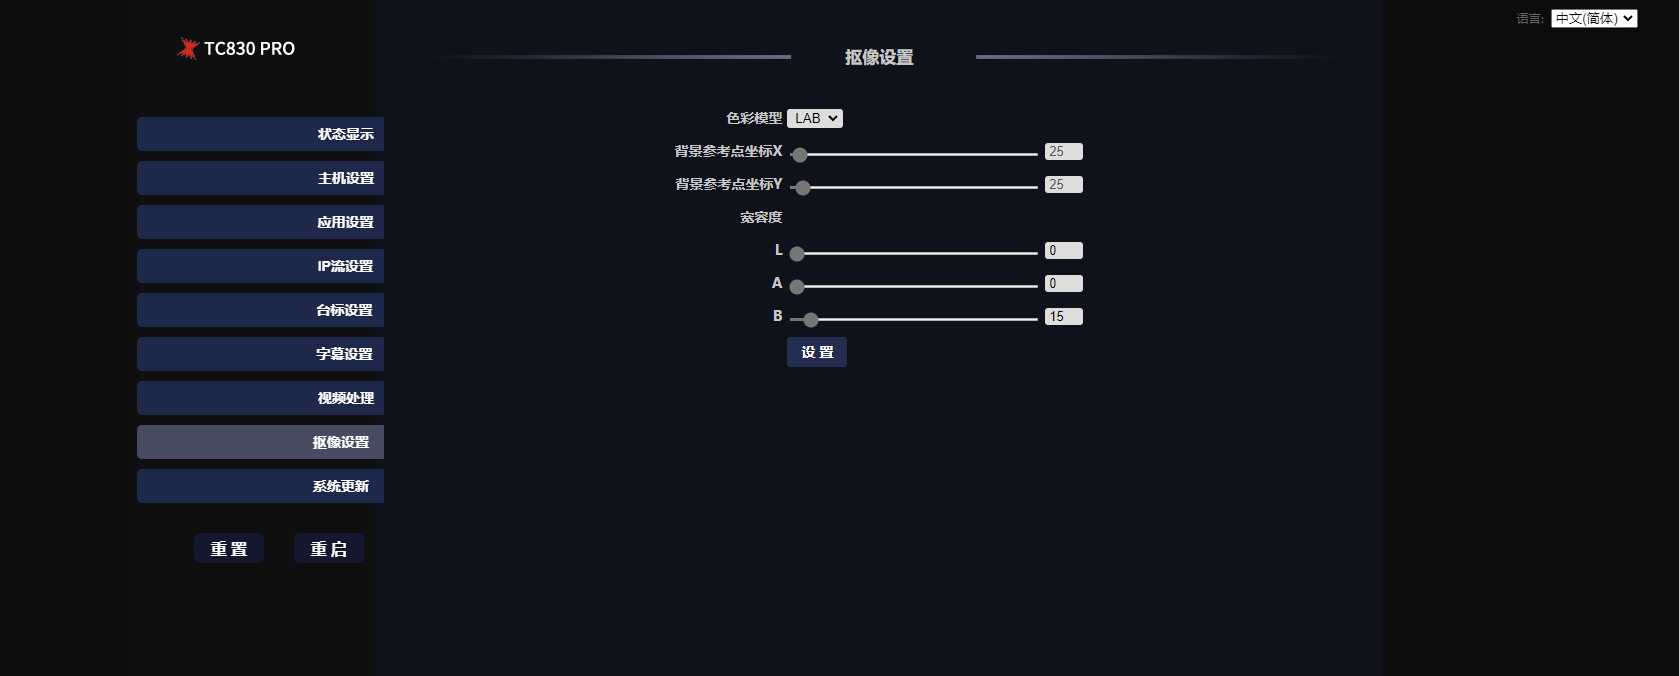 语言: 中文(简体)
TC830 PRO
抠像设置
状态显示
主机设置
应用设置
IP流设置
台标设置
字幕设置
视频处理
抠像设置
系统更新
重 置
重 启
色彩模型 LAB
背景参考点坐标X 25
背景参考点坐标Y 25
宽容度
L 0
A 0
B 15
设 置